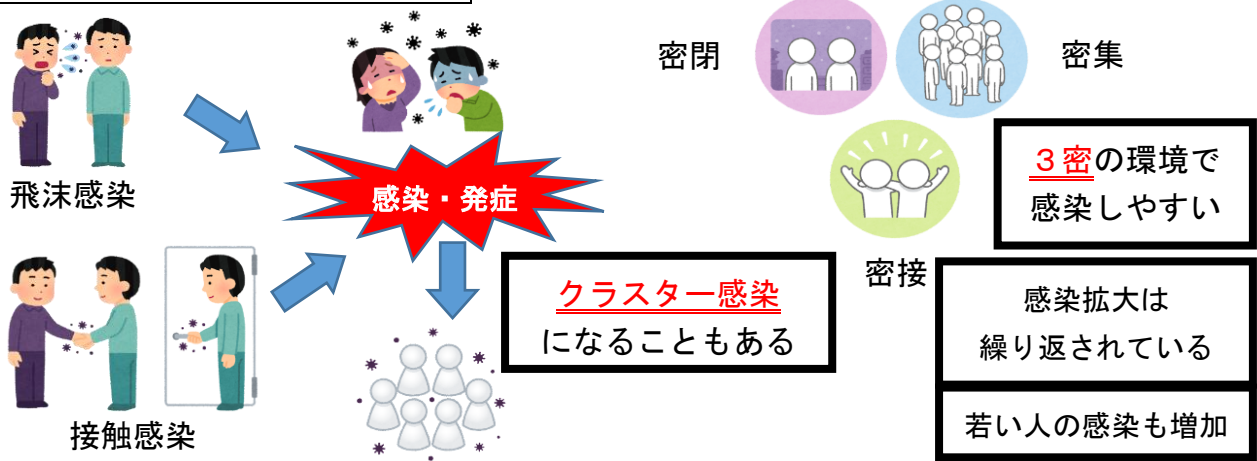 飛沫感染
接触感染
感染・発症
クラスター感染
になることもある
密閉
密集
密接
３密の環境で
感染しやすい
感染拡大は
繰り返されている
若い人の感染も増加